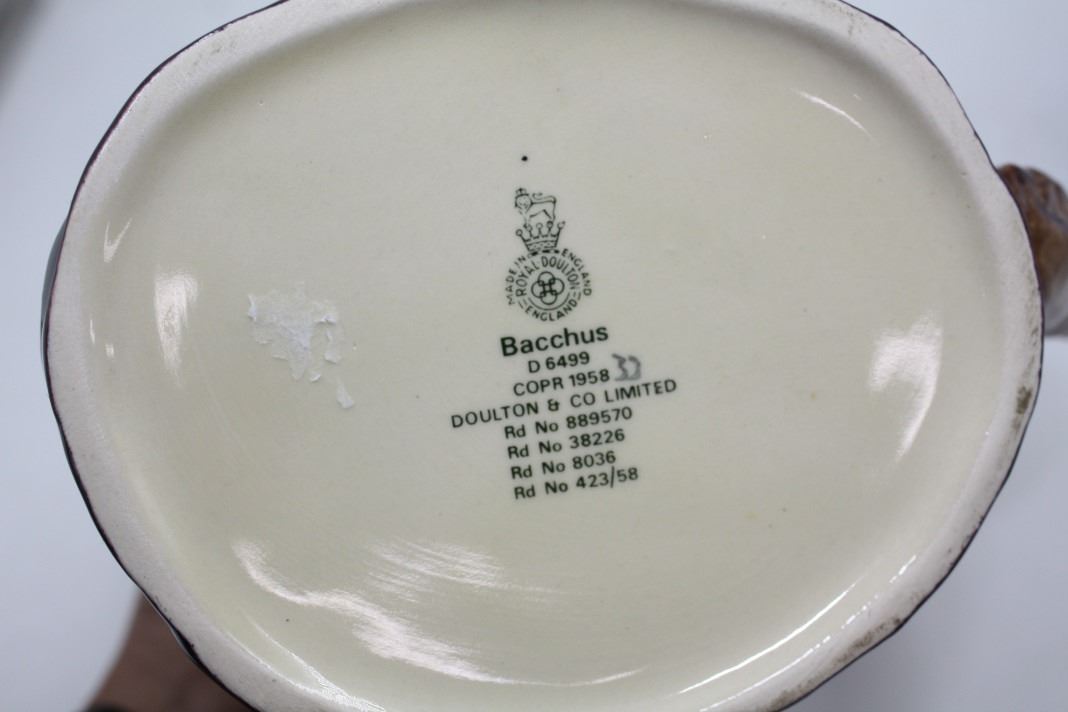 MADE IN ENGLAND
ROYAL DOULTON
ENGLAND
Bacchus
D 6499
COPR 1958
DOULTON & CO LIMITED
Rd No 889570
Rd No 38226
Rd No 8036
Rd No 423/58